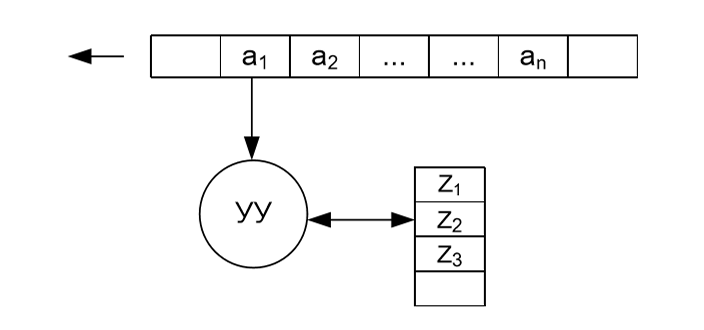 a₁ a₂ ... ... aₙ
УУ
Z₁
Z₂
Z₃